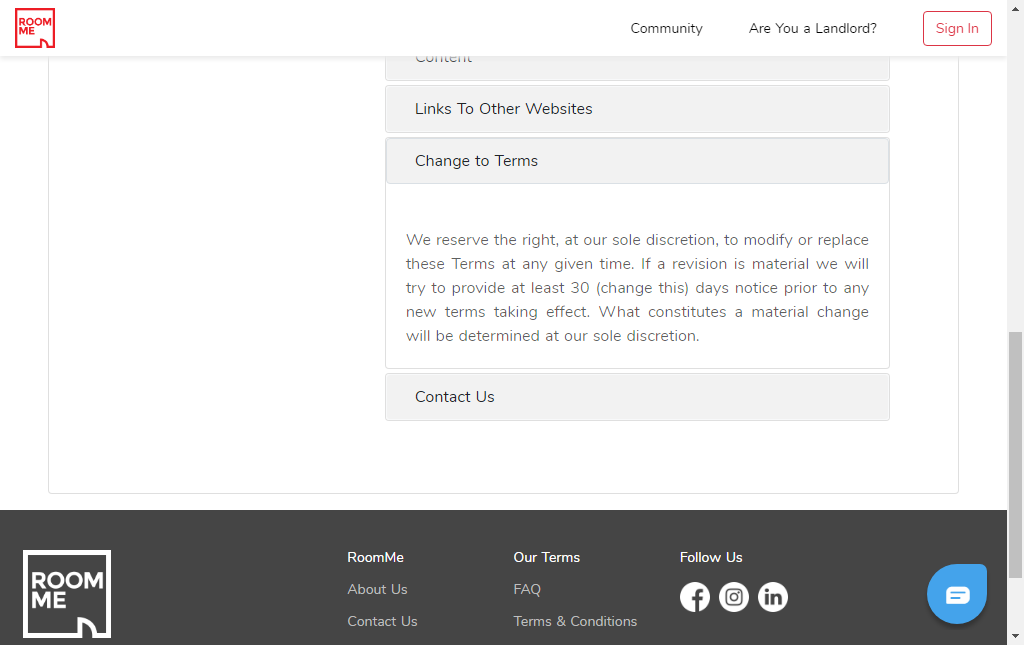 ROOM
ME
Community
Are You a Landlord?
Sign In
Content
Links To Other Websites
Change to Terms
We reserve the right, at our sole discretion, to modify or replace
these Terms at any given time. If a revision is material we will
try to provide at least 30 (change this) days notice prior to any
new terms taking effect. What constitutes a material change
will be determined at our sole discretion.
Contact Us
ROOM
ME
RoomMe
About Us
Contact Us
Our Terms
FAQ
Terms & Conditions
Follow Us